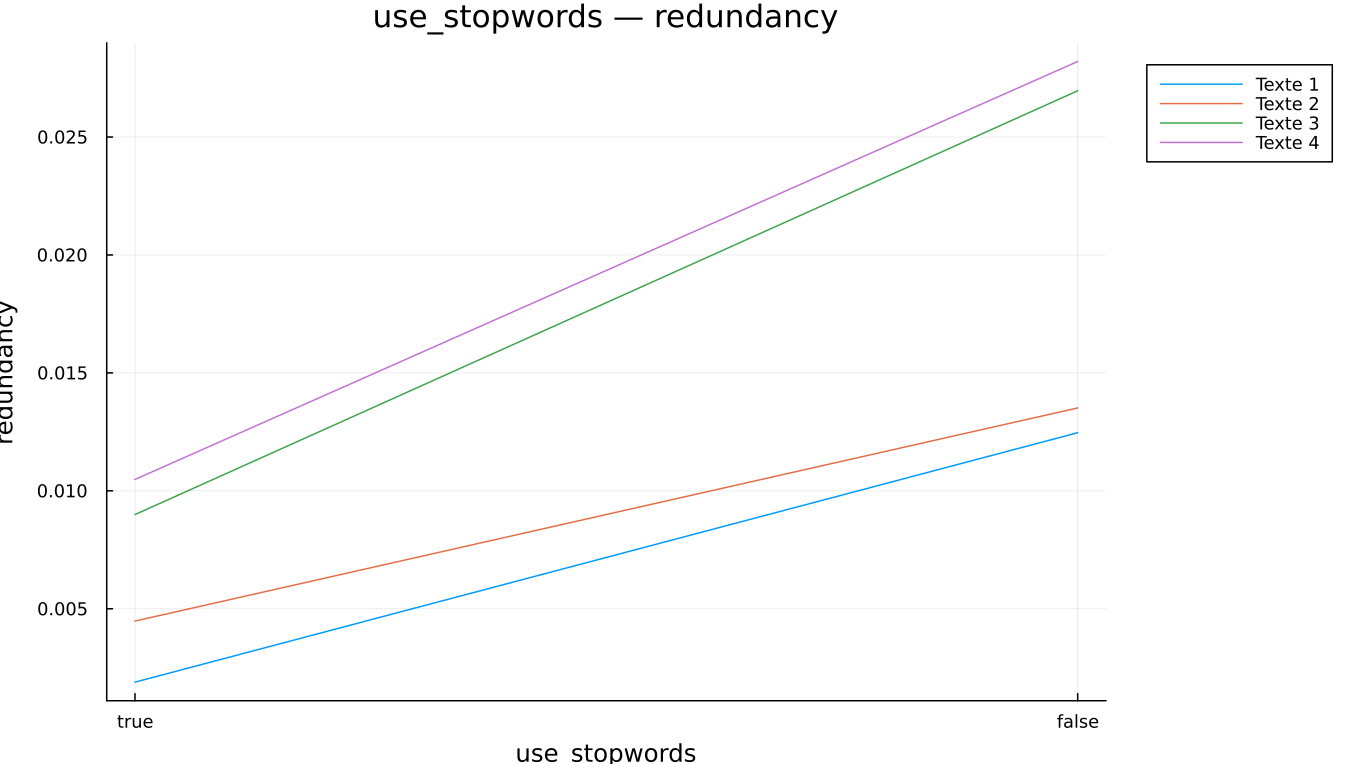 use_stopwords — redundancy
redundancy
0.025
0.020
0.015
0.010
0.005
true
false
use_stopwords
Texte 1
Texte 2
Texte 3
Texte 4